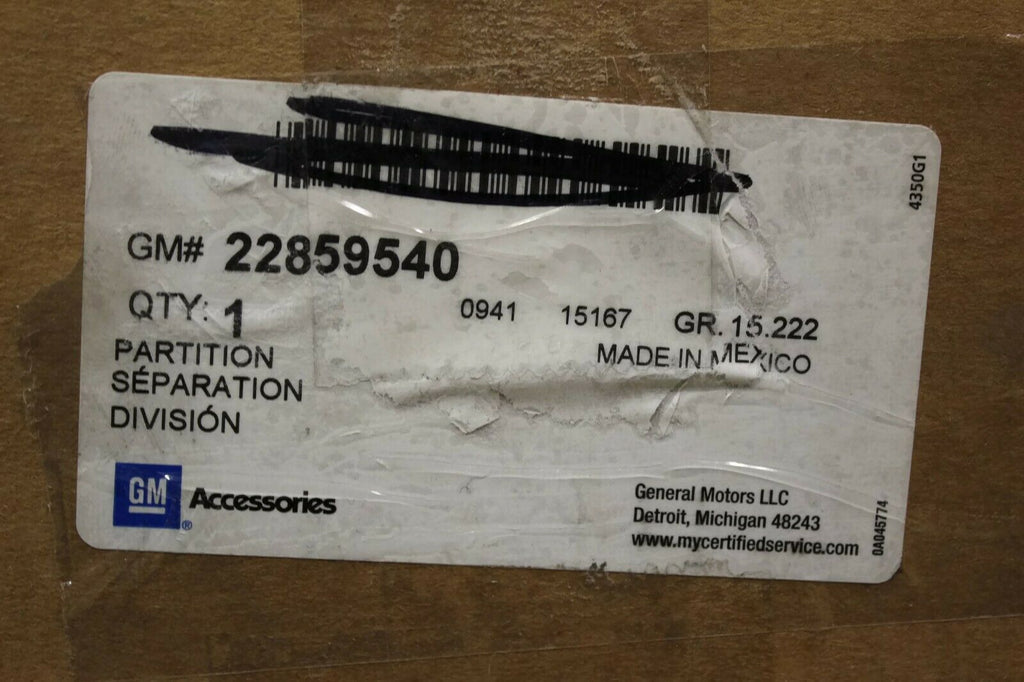 4350G1
GM# 22859540
QTY: 1
0941 15167 GR. 15.222
MADE IN MEXICO
PARTITION
SÉPARATION
DIVISIÓN
GM
® Accessories
General Motors LLC
Detroit, Michigan 48243
www.mycertifiedservice.com
0A045774